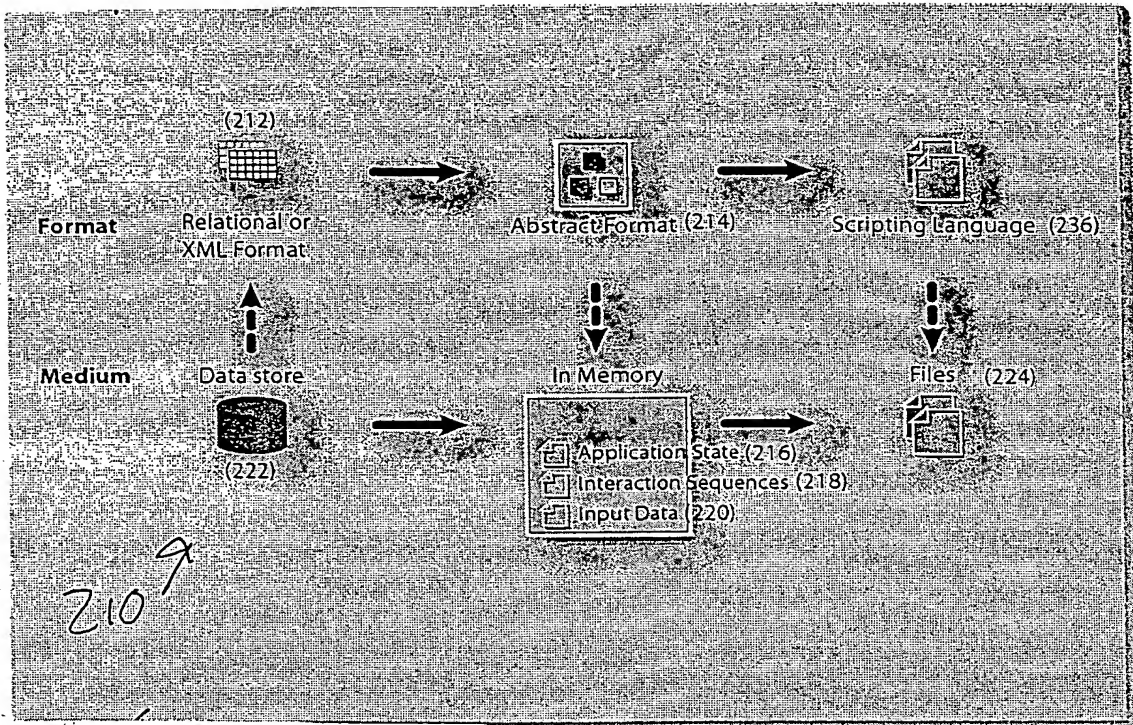 (212)
Format
Relational or
XML Format
Abstract Format (214)
Scripting Language (236)
Medium
Data store
In Memory
Files (224)
(222)
Application State (216)
Interaction Sequences (218)
Input Data (220)
210